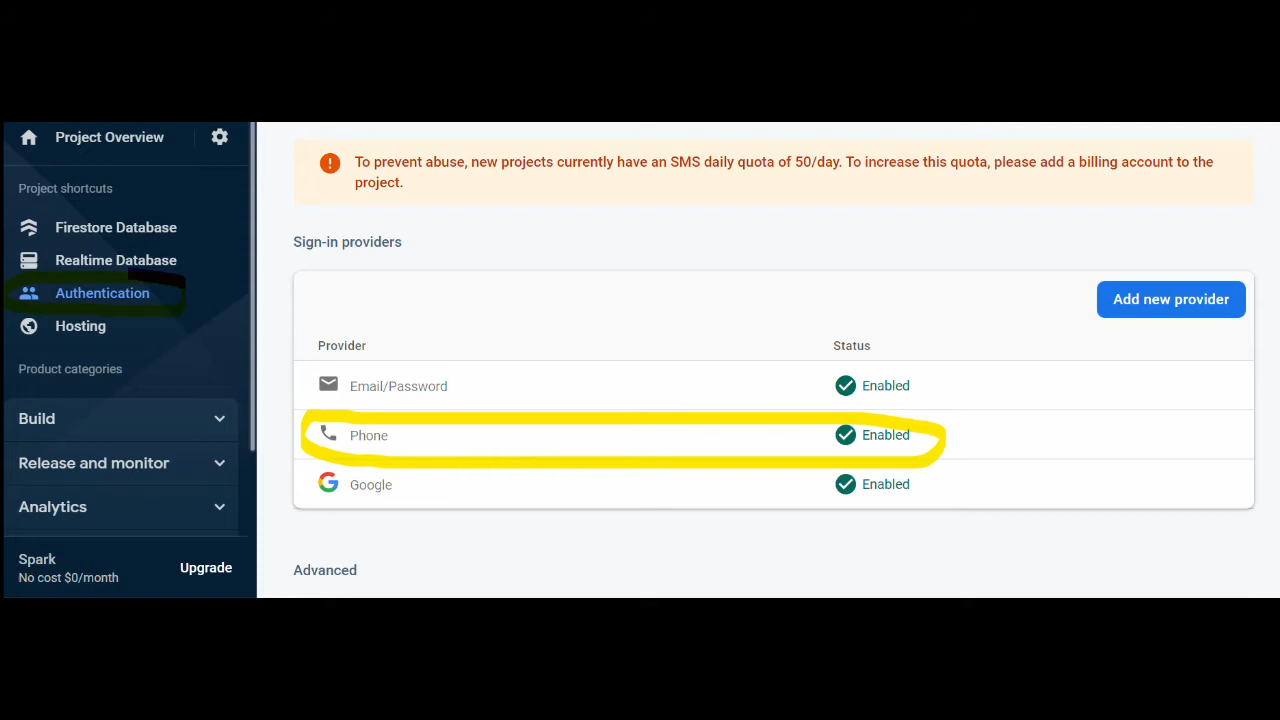 Project Overview
Project shortcuts
Firestore Database
Realtime Database
Authentication
Hosting
Product categories
Build
Release and monitor
Analytics
Spark
No cost $0/month
Upgrade
To prevent abuse, new projects currently have an SMS daily quota of 50/day. To increase this quota, please add a billing account to the
project.
Sign-in providers
Add new provider
Provider Status
Email/Password Enabled
Phone Enabled
Google Enabled
Advanced